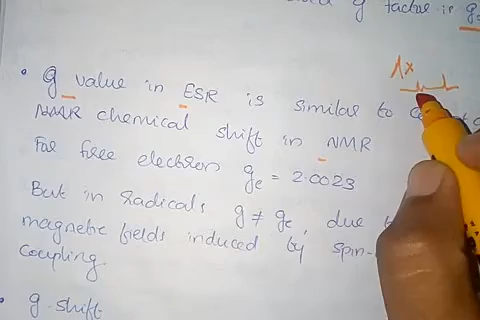 g factor is g
• g value in ESR is similar to
NMR chemical shift in NMR
For free electron ge = 2.0023
But in radicals g ≠ ge, due
magnetic fields induced by spin-
coupling.
• g-shift